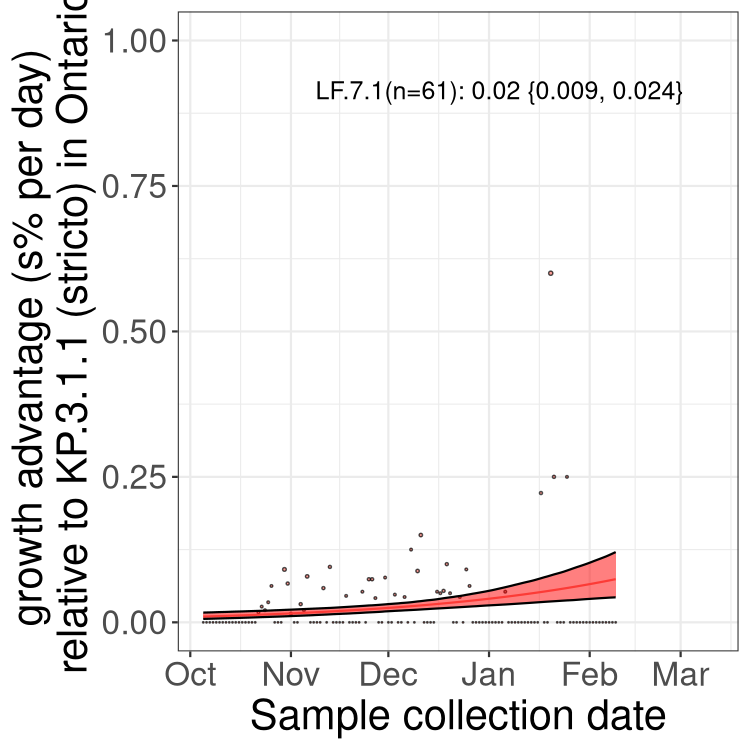 growth advantage (s% per day)
relative to KP.3.1.1 (stricto) in Ontario
1.00
0.75
0.50
0.25
0.00
LF.7.1(n=61): 0.02 {0.009, 0.024}
Oct Nov Dec Jan Feb Mar
Sample collection date